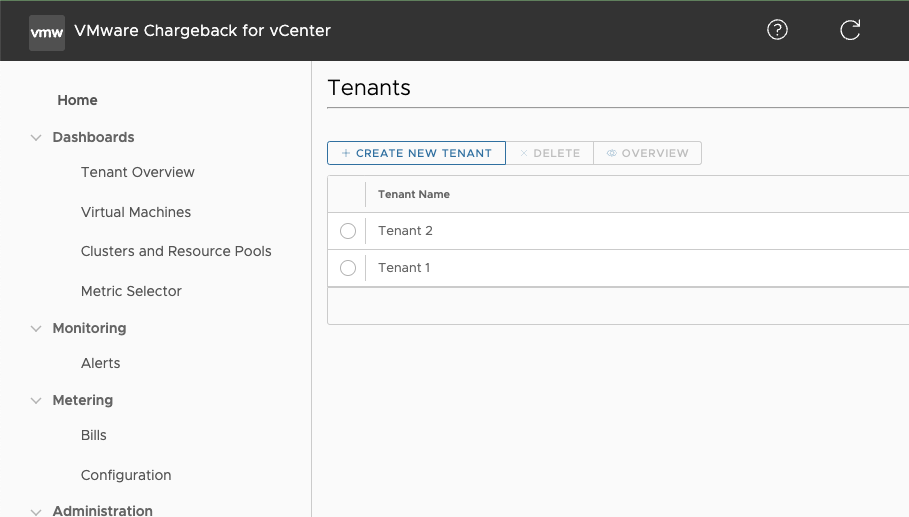 vmw VMware Chargeback for vCenter ?
Home
Dashboards
Tenant Overview
Virtual Machines
Clusters and Resource Pools
Metric Selector
Monitoring
Alerts
Metering
Bills
Configuration
Administration
Tenants
+ CREATE NEW TENANT × DELETE OVERVIEW
Tenant Name
Tenant 2
Tenant 1